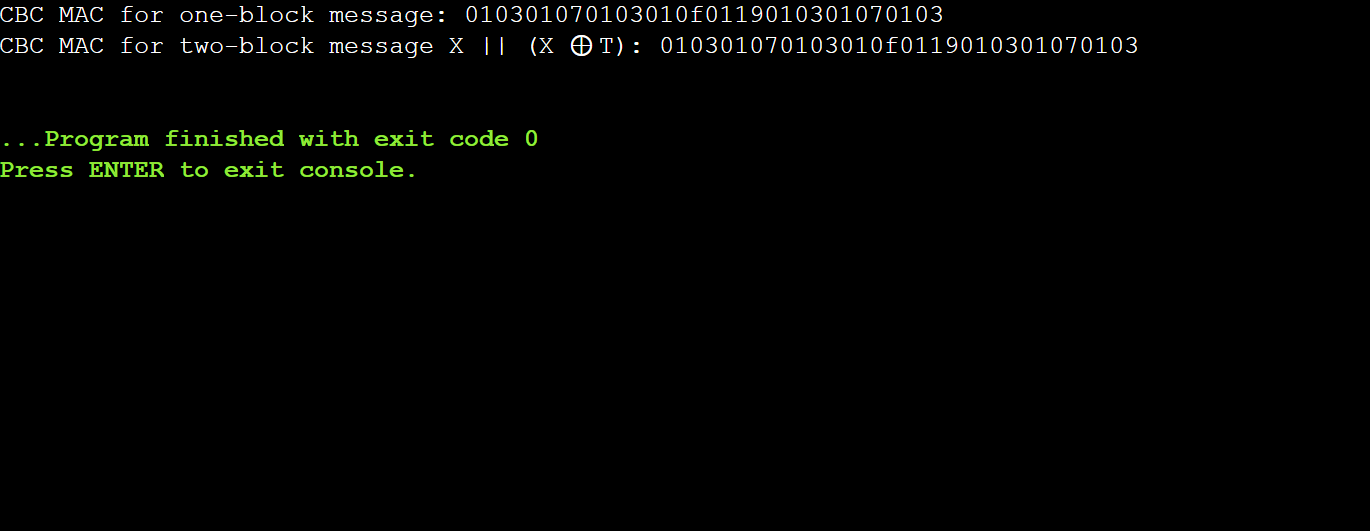 CBC MAC for one-block message: 010301070103010f0119010301070103
CBC MAC for two-block message X || (X ⊕ T): 010301070103010f0119010301070103
...Program finished with exit code 0
Press ENTER to exit console.